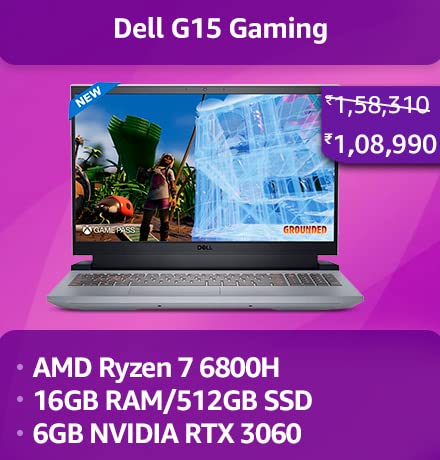 Dell G15 Gaming
NEW
₹1,58,310
₹1,08,990
GAME PASS
GROUNDED
DELL
• AMD Ryzen 7 6800H
• 16GB RAM/512GB SSD
• 6GB NVIDIA RTX 3060